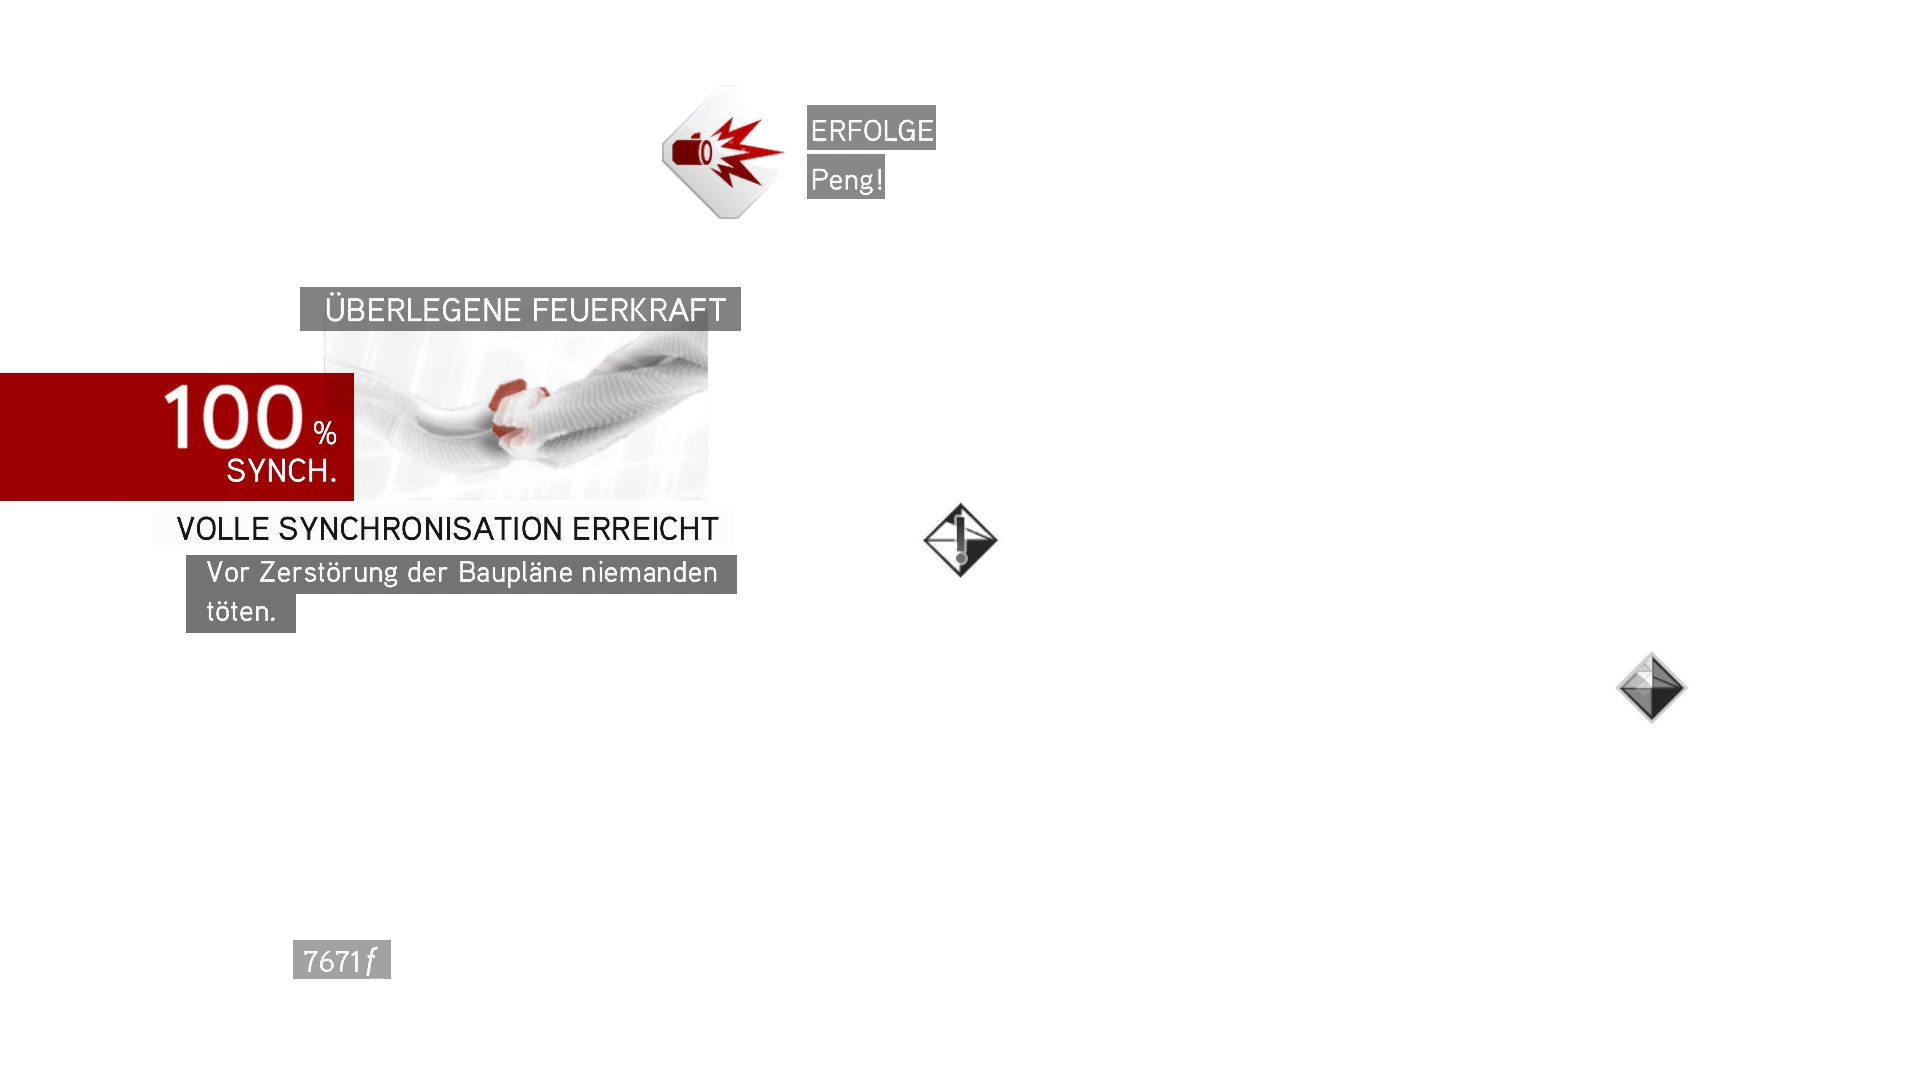 ERFOLGE
Peng!
ÜBERLEGENE FEUERKRAFT
100 %
SYNCH.
VOLLE SYNCHRONISATION ERREICHT
Vor Zerstörung der Baupläne niemanden
töten.
7671 ƒ